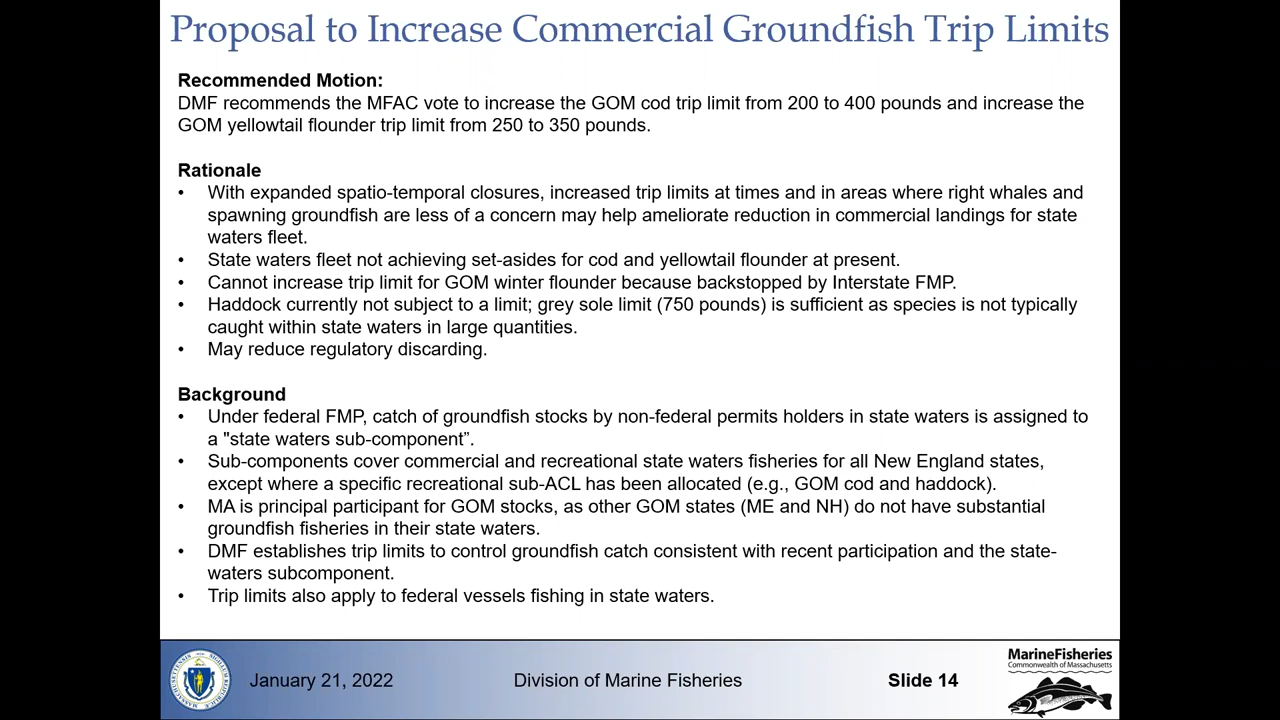 Proposal to Increase Commercial Groundfish Trip Limits
Recommended Motion:
DMF recommends the MFAC vote to increase the GOM cod trip limit from 200 to 400 pounds and increase the
GOM yellowtail flounder trip limit from 250 to 350 pounds.
Rationale
• With expanded spatio-temporal closures, increased trip limits at times and in areas where right whales and
spawning groundfish are less of a concern may help ameliorate reduction in commercial landings for state
waters fleet.
• State waters fleet not achieving set-asides for cod and yellowtail flounder at present.
• Cannot increase trip limit for GOM winter flounder because backstopped by Interstate FMP.
• Haddock currently not subject to a limit; grey sole limit (750 pounds) is sufficient as species is not typically
caught within state waters in large quantities.
• May reduce regulatory discarding.
Background
• Under federal FMP, catch of groundfish stocks by non-federal permits holders in state waters is assigned to
a "state waters sub-component”.
• Sub-components cover commercial and recreational state waters fisheries for all New England states,
except where a specific recreational sub-ACL has been allocated (e.g., GOM cod and haddock).
• MA is principal participant for GOM stocks, as other GOM states (ME and NH) do not have substantial
groundfish fisheries in their state waters.
• DMF establishes trip limits to control groundfish catch consistent with recent participation and the state-
waters subcomponent.
• Trip limits also apply to federal vessels fishing in state waters.
January 21, 2022
Division of Marine Fisheries
Slide 14
MarineFisheries
Commonwealth of Massachusetts